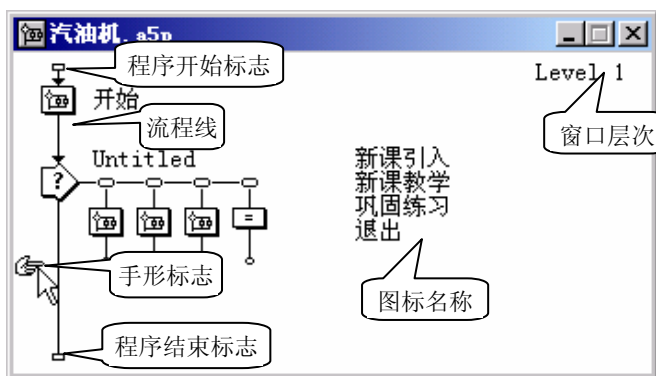 汽油机.a5p
程序开始标志
Level 1
开始
流程线
窗口层次
Untitled
新课引入
新课教学
巩固练习
退出
?
=
手形标志
图标名称
程序结束标志